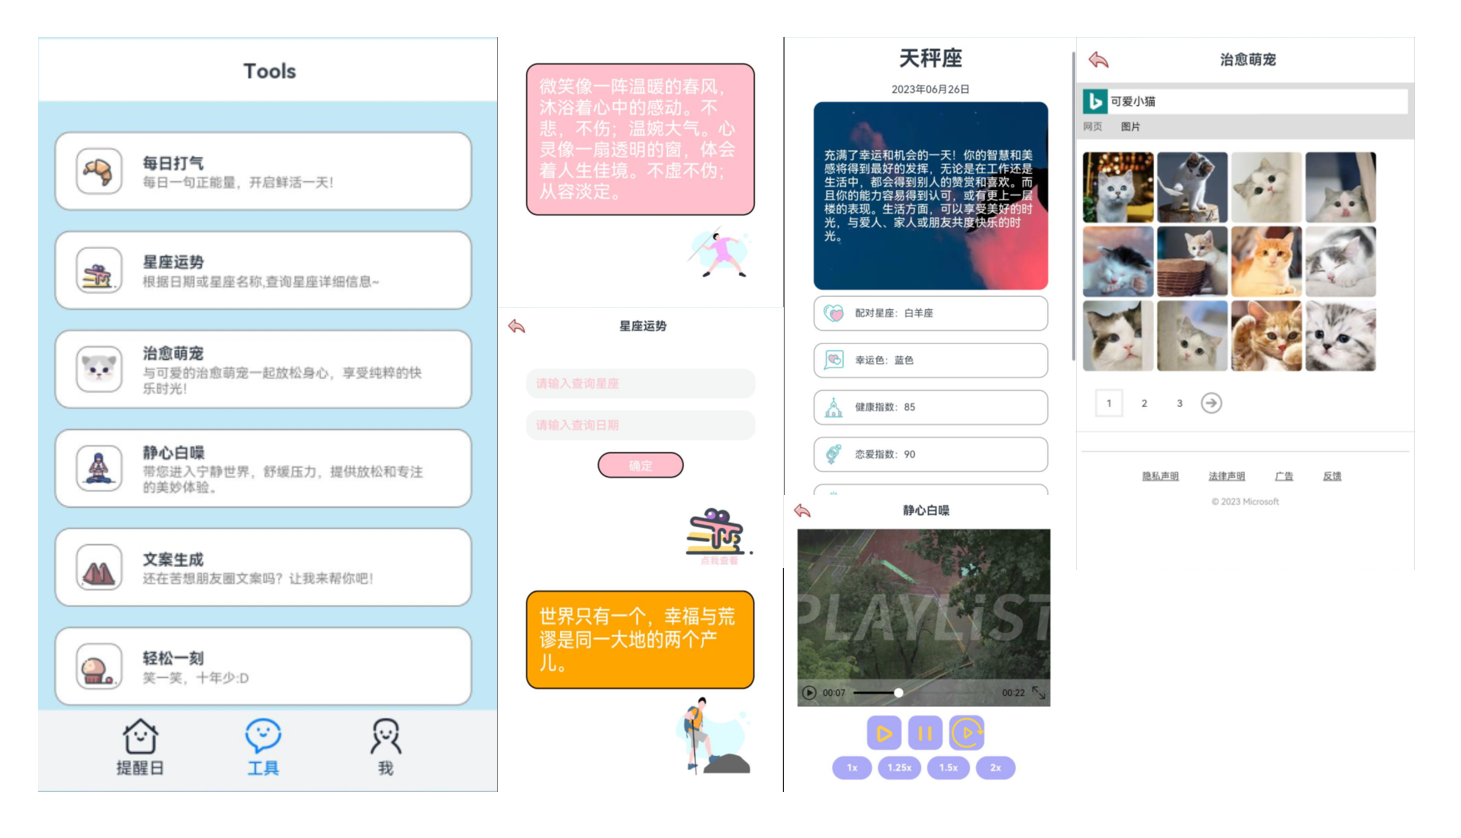 Tools
每日打气
每日一句正能量，开启鲜活一天!
星座运势
根据日期或星座名称,查询星座详细信息~
治愈萌宠
与可爱的治愈萌宠一起放松身心，享受纯粹的快
乐时光!
静心白噪
带您进入宁静世界，舒缓压力，提供放松和专注
的美妙体验。
文案生成
还在苦想朋友圈文案吗？让我来帮你吧!
轻松一刻
笑一笑，十年少:D
提醒日
工具
我
微笑像一阵温暖的春风，
沐浴着心中的感动。不
悲，不伤；温婉大气。心
灵像一扇透明的窗，体会
着人生佳境。不虚不伪；
从容淡定。
星座运势
请输入查询星座
请输入查询日期
确定
点我查看
世界只有一个，幸福与荒
谬是同一大地的两个产
儿。
天秤座
2023年06月26日
充满了幸运和机会的一天！你的智慧和美
感将得到最好的发挥，无论是在工作还是
生活中，都会得到别人的赞赏和喜欢。而
且你的能力容易得到认可，或有更上一层
楼的表现。生活方面，可以享受美好的时
光，与爱人、家人或朋友共度快乐的时
光。
配对星座：白羊座
幸运色：蓝色
健康指数：85
恋爱指数：90
静心白噪
PLAYLiST
00:07
00:22
1x
1.25x
1.5x
2x
治愈萌宠
可爱小猫
网页
图片
1
2
3
隐私声明
法律声明
广告
反馈
© 2023 Microsoft